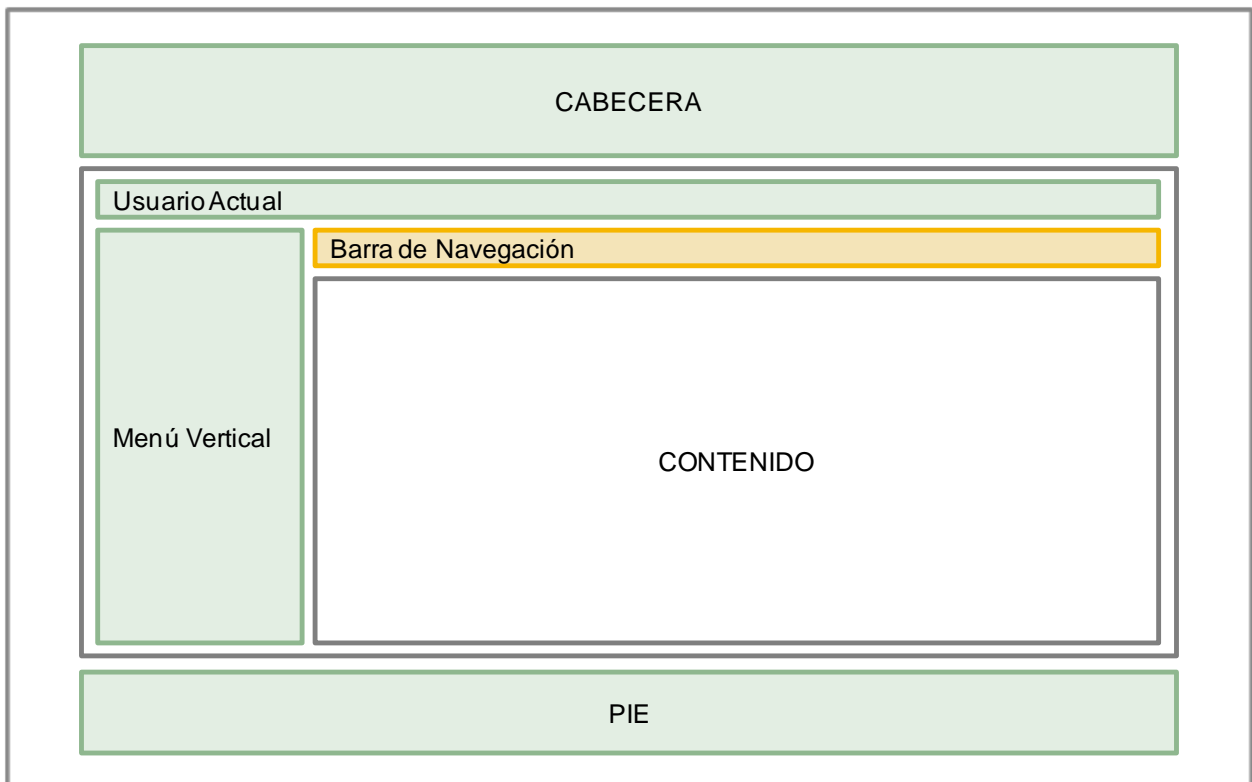 CABECERA
Usuario Actual
Barra de Navegación
Menú Vertical
CONTENIDO
PIE